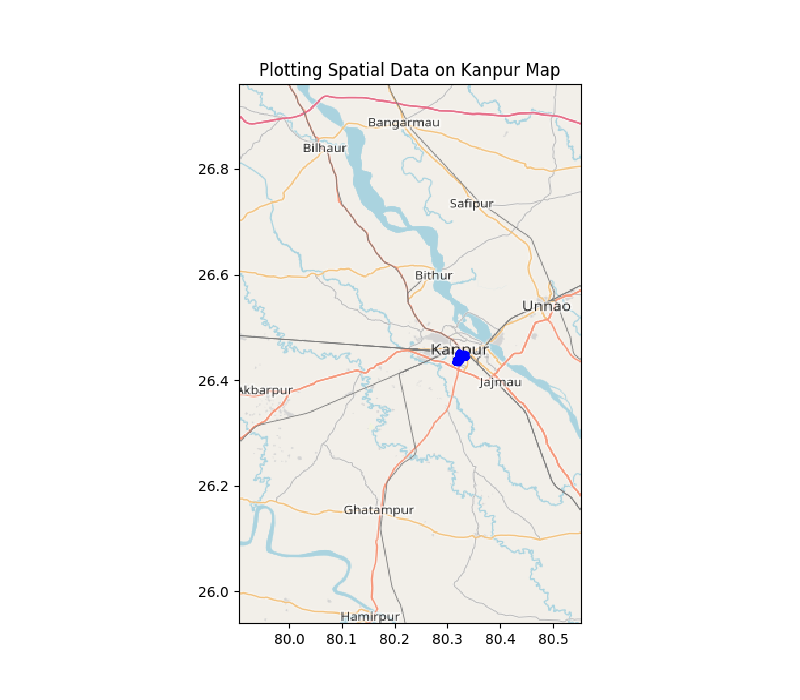 Plotting Spatial Data on Kanpur Map
Bangarmau
Bilhaur
26.8
Safipur
Bithur
26.6
Unnao
Kanpur
26.4
Jajmau
Akbarpur
26.2
Ghatampur
26.0
Hamirpur
80.0 80.1 80.2 80.3 80.4 80.5